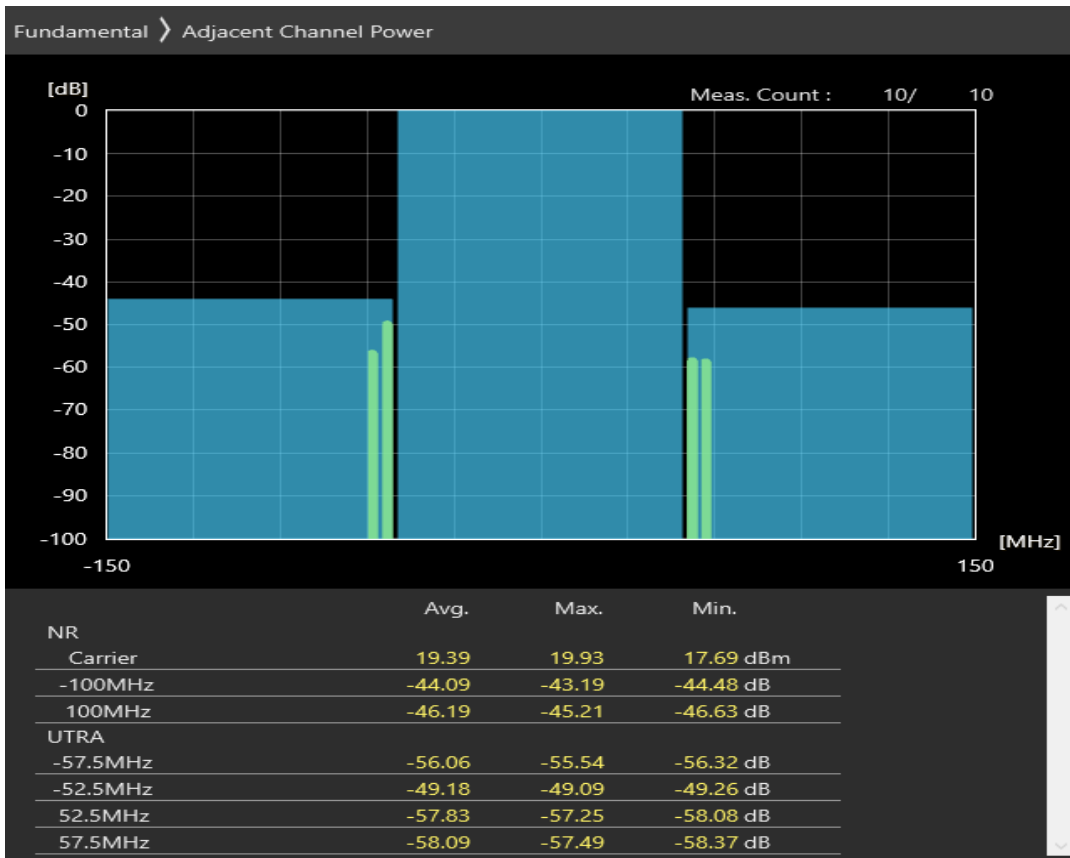 Fundamental 〉 Adjacent Channel Power
[dB]
Meas. Count : 10/ 10
0
-10
-20
-30
-40
-50
-60
-70
-80
-90
-100
[MHz]
-150 150
Avg. Max. Min.
NR
Carrier 19.39 19.93 17.69 dBm
-100MHz -44.09 -43.19 -44.48 dB
100MHz -46.19 -45.21 -46.63 dB
UTRA
-57.5MHz -56.06 -55.54 -56.32 dB
-52.5MHz -49.18 -49.09 -49.26 dB
52.5MHz -57.83 -57.25 -58.08 dB
57.5MHz -58.09 -57.49 -58.37 dB